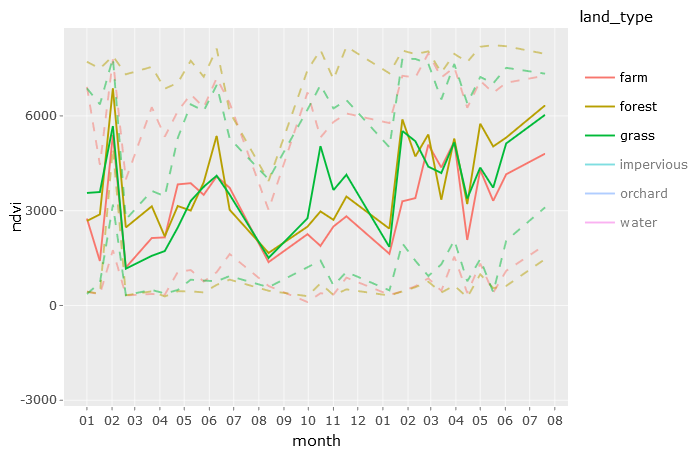 land_type
farm
forest
grass
impervious
orchard
water
ndvi
6000
3000
0
-3000
01 02 03 04 05 06 07 08 09 10 11 12 01 02 03 04 05 06 07 08
month